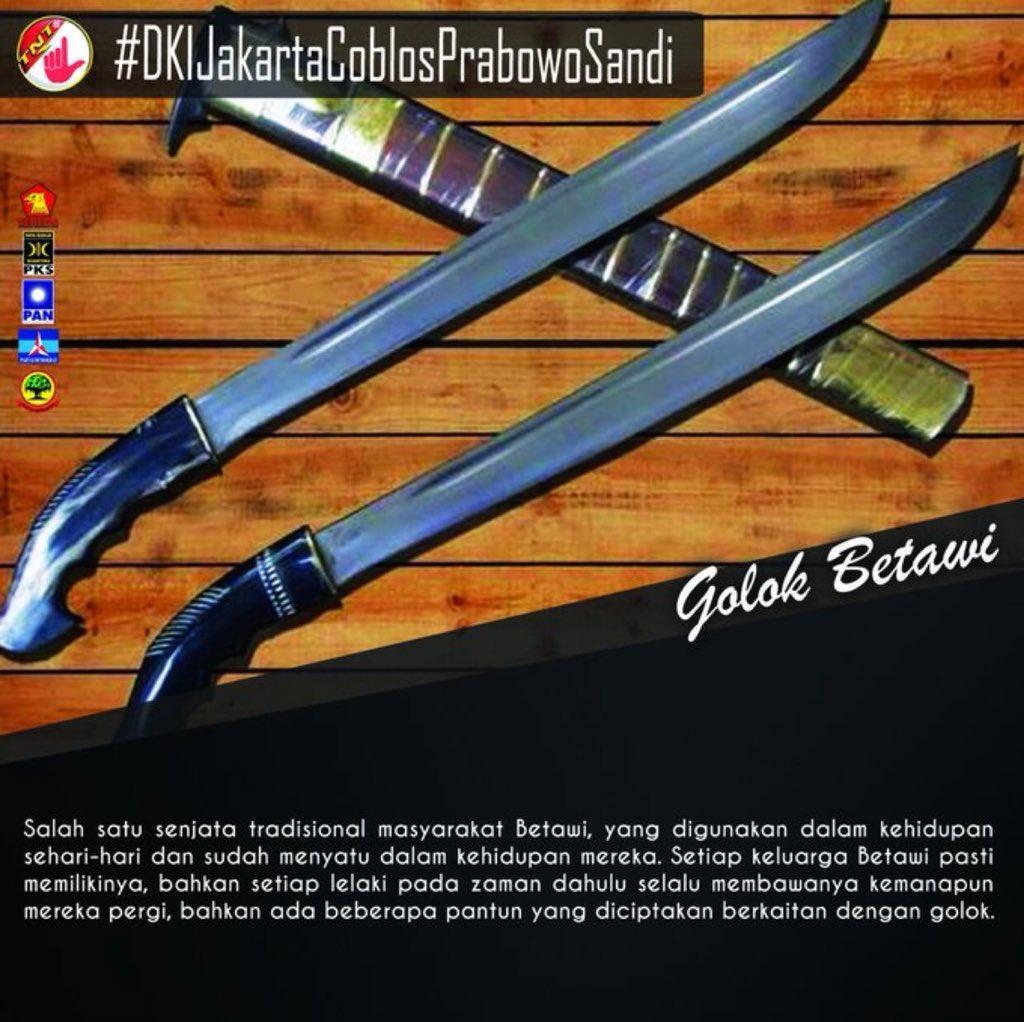 TNT
#DKIJakartaCoblosPrabowoSandi
PKS
PAN
Golok Betawi
Salah satu senjata tradisional masyarakat Betawi, yang digunakan dalam kehidupan
sehari-hari dan sudah menyatu dalam kehidupan mereka. Setiap keluarga Betawi pasti
memilikinya, bahkan setiap lelaki pada zaman dahulu selalu membawanya kemanapun
mereka pergi, bahkan ada beberapa pantun yang diciptakan berkaitan dengan golok.